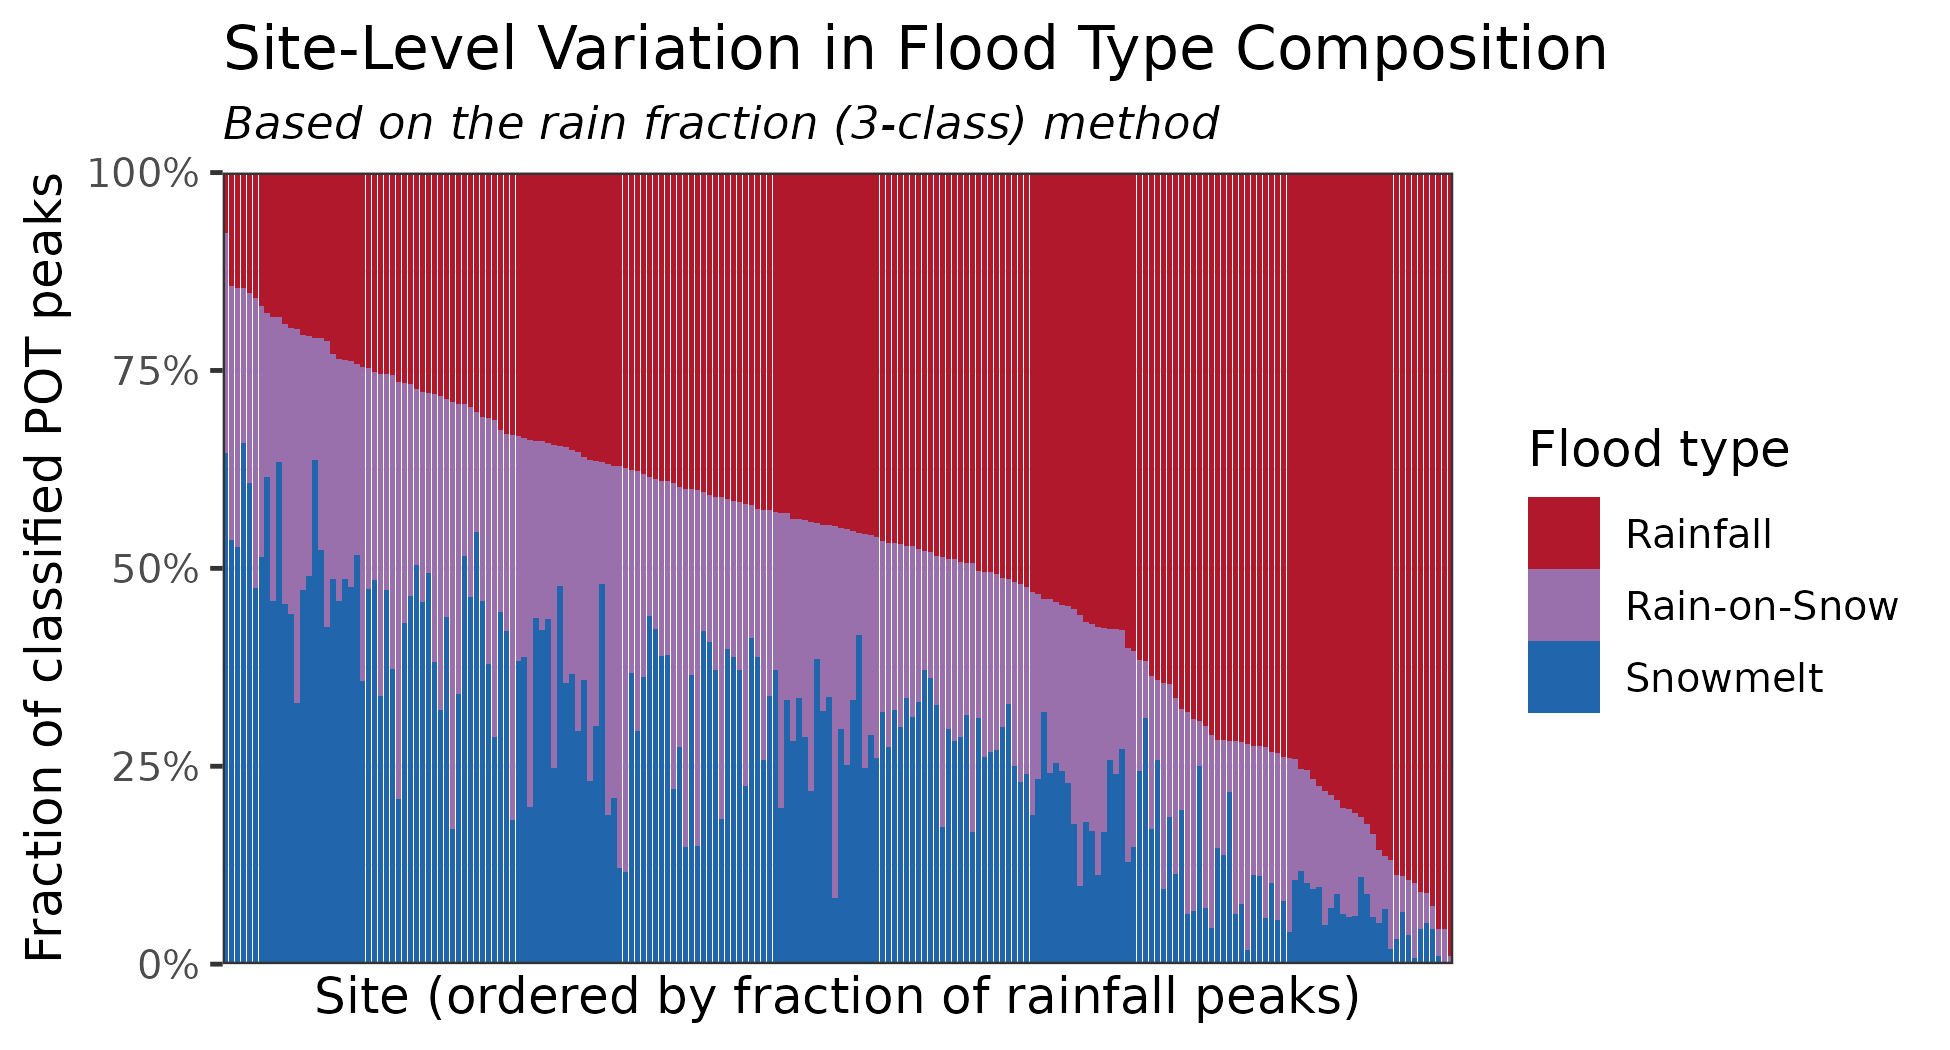 Site-Level Variation in Flood Type Composition
Based on the rain fraction (3-class) method
Fraction of classified POT peaks
100%
75%
50%
25%
0%
Site (ordered by fraction of rainfall peaks)
Flood type
Rainfall
Rain-on-Snow
Snowmelt